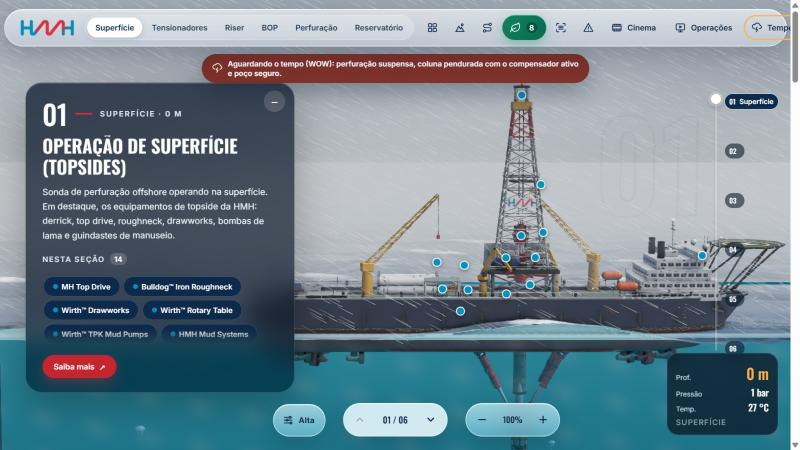 HMH
Superfície
Tensionadores
Riser
BOP
Perfuração
Reservatório
8
Cinema
Operações
Aguardando o tempo (WOW): perfuração suspensa, coluna pendurada com o compensador ativo
e poço seguro.
01
SUPERFÍCIE · 0 M
OPERAÇÃO DE SUPERFÍCIE
(TOPSIDES)
Sonda de perfuração offshore operando na superfície.
Em destaque, os equipamentos de topside da HMH:
derrick, top drive, roughneck, drawworks, bombas de
lama e guindastes de manuseio.
NESTA SEÇÃO 14
MH Top Drive
Bulldog™ Iron Roughneck
Wirth™ Drawworks
Wirth™ Rotary Table
Wirth™ TPK Mud Pumps
HMH Mud Systems
Saiba mais ↗
01
HMH
01 Superfície
02
03
04
05
06
Prof. 0 m
Pressão 1 bar
Temp. 27 °C
SUPERFÍCIE
Alta
01 / 06
− 100% +